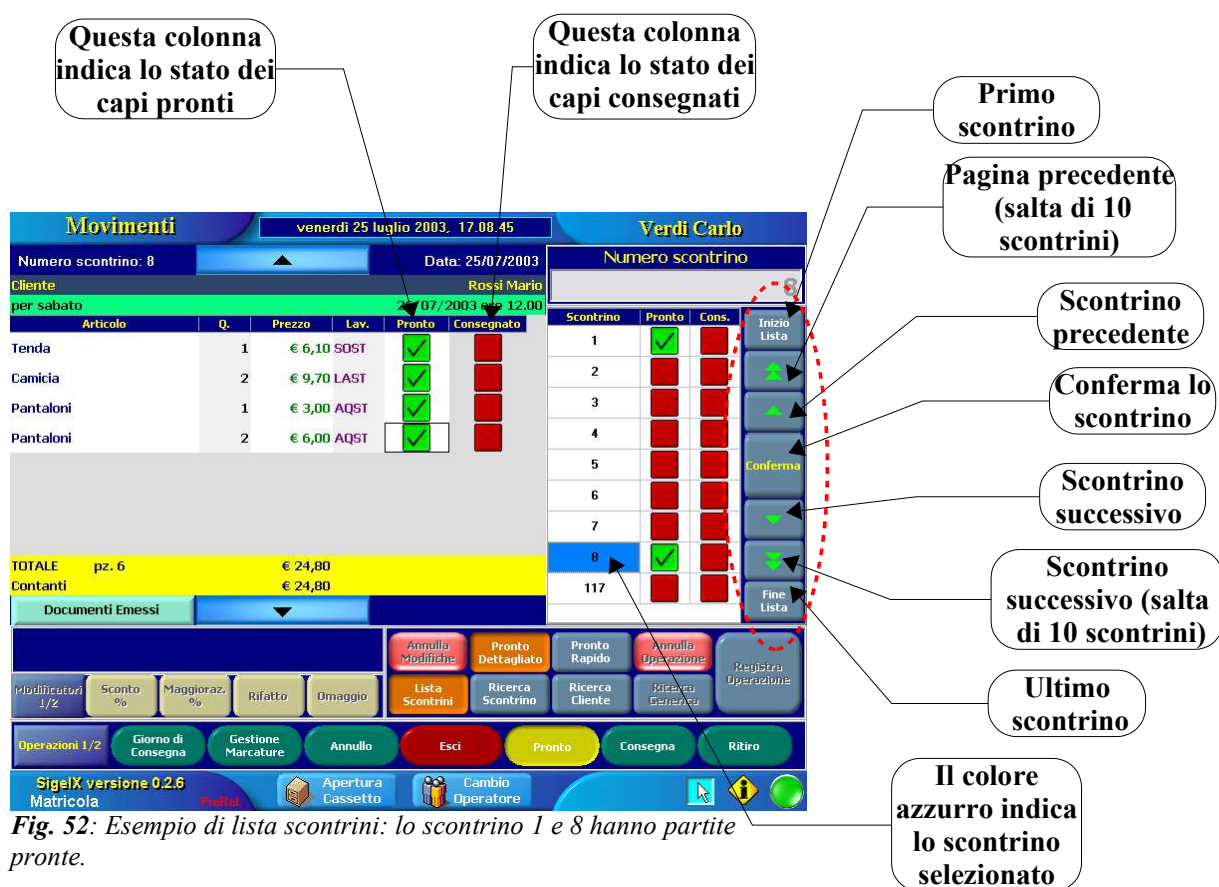 Questa colonna
indica lo stato dei
capi pronti
Questa colonna
indica lo stato dei
capi consegnati
Primo
scontrino
Pagina precedente
(salta di 10
scontrini)
Scontrino
precedente
Conferma lo
scontrino
Scontrino
successivo
Scontrino
successivo (salta
di 10 scontrini)
Ultimo
scontrino
Il colore
azzurro indica
lo scontrino
selezionato
Movimenti
venerdì 25 luglio 2003, 17.08.45
Verdi Carlo
Numero scontrino: 8
Data: 25/07/2003
Numero scontrino
8
Cliente
Rossi Mario
per sabato
/07/2003 ore 12.00
Articolo Q. Prezzo Lav. Pronto Consegnato
Tenda 1 € 6,10 SOST
Camicia 2 € 9,70 LAST
Pantaloni 1 € 3,00 AQST
Pantaloni 2 € 6,00 AQST
TOTALE pz. 6 € 24,80
Contanti € 24,80
Documenti Emessi
Scontrino Pronto Cons.
1
2
3
4
5
6
7
8
117
Inizio
Lista
Conferma
Fine
Lista
Annulla
Modifiche
Pronto
Dettagliato
Pronto
Rapido
Annulla
Operazione
Registra
Operazione
Modificatori
1/2
Sconto
%
Maggioraz.
%
Rifatto
Omaggio
Lista
Scontrini
Ricerca
Scontrino
Ricerca
Cliente
Ricerca
Generica
Operazioni 1/2
Giorno di
Consegna
Gestione
Marcature
Annullo
Esci
Pronto
Consegna
Ritiro
SigelX versione 0.2.6
Matricola
PreRel.
Apertura
Cassetto
Cambio
Operatore
Fig. 52: Esempio di lista scontrini: lo scontrino 1 e 8 hanno partite
pronte.